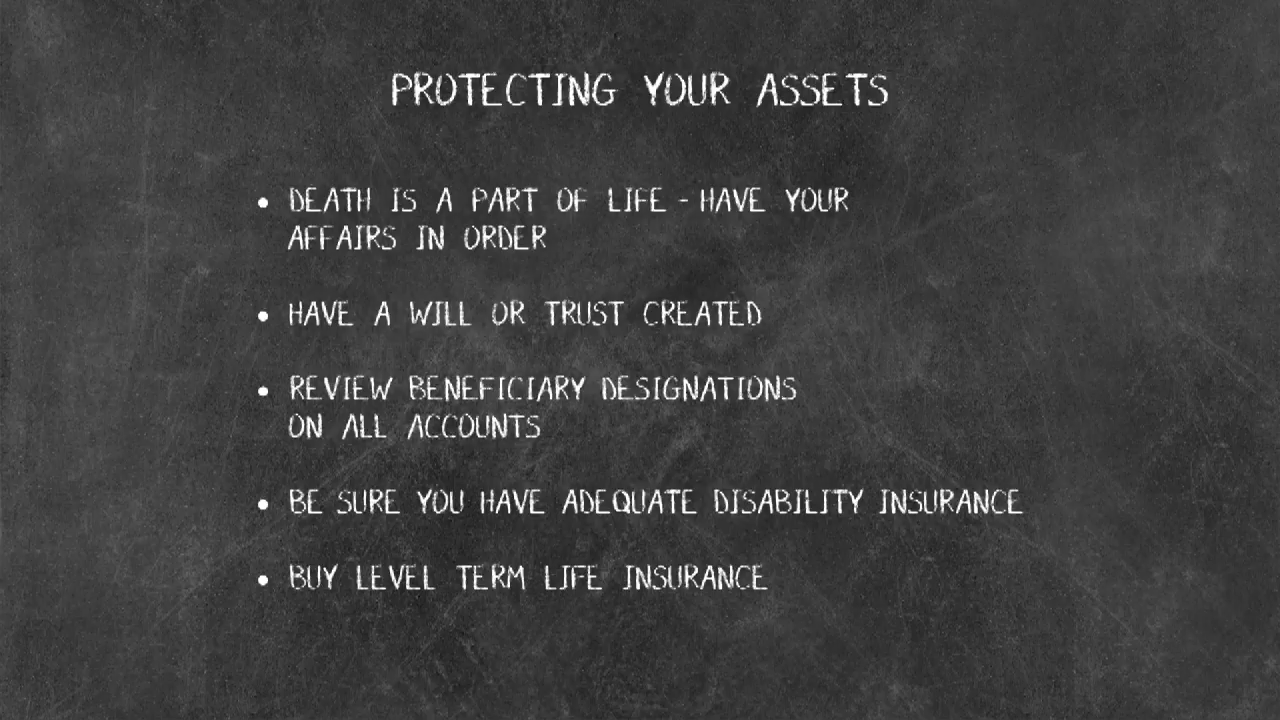 PROTECTING YOUR ASSETS
• DEATH IS A PART OF LIFE - HAVE YOUR
AFFAIRS IN ORDER
• HAVE A WILL OR TRUST CREATED
• REVIEW BENEFICIARY DESIGNATIONS
ON ALL ACCOUNTS
• BE SURE YOU HAVE ADEQUATE DISABILITY INSURANCE
• BUY LEVEL TERM LIFE INSURANCE